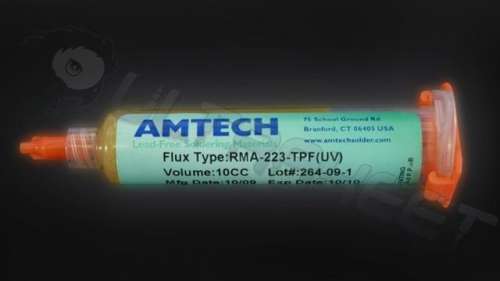 AMTECH
Lead-Free Soldering Materials
75 School Ground Rd.
Branford, CT 06405 USA
www.amtechsolder.com
Flux Type:RMA-223-TPF(UV)
Volume:10CC Lot#:264-09-1
Mfg Date:10/09 Exp Date:10/10